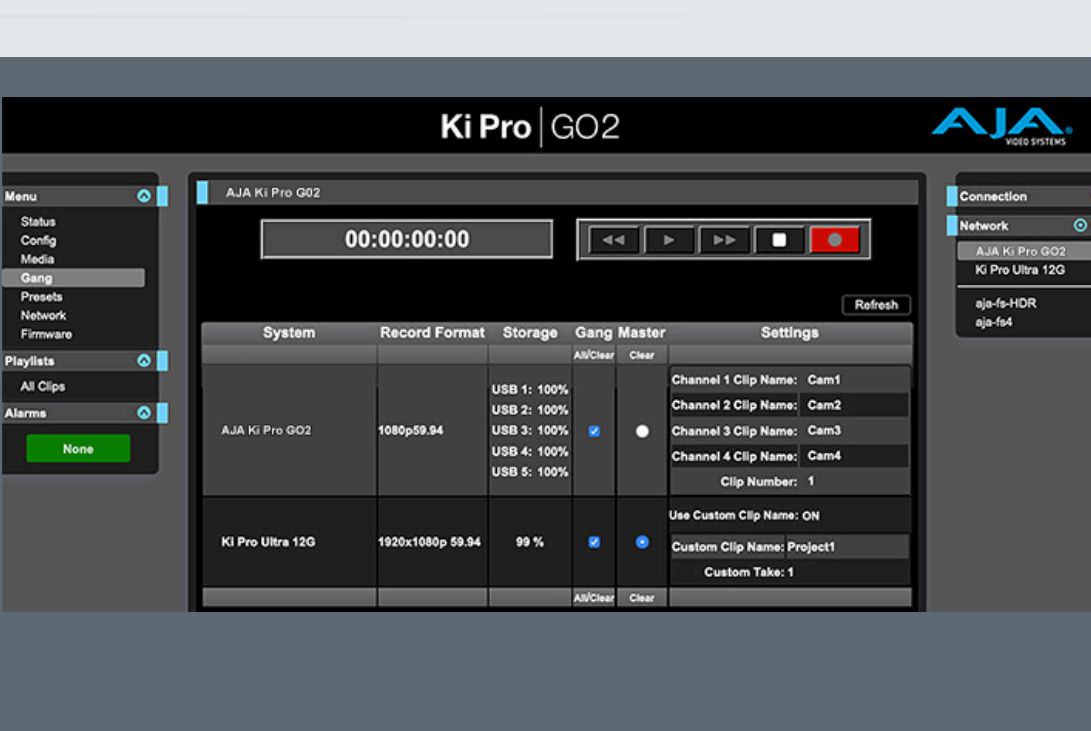 Ki Pro GO2
AJA
VIDEO SYSTEMS
Menu
Status
Config
Media
Gang
Presets
Network
Firmware
Playlists
All Clips
Alarms
None
AJA Ki Pro GO2
00:00:00:00
Refresh
System Record Format Storage Gang Master Settings
All/Clear Clear
AJA Ki Pro GO2
1080p59.94
USB 1: 100%
USB 2: 100%
USB 3: 100%
USB 4: 100%
USB 5: 100%
Channel 1 Clip Name: Cam1
Channel 2 Clip Name: Cam2
Channel 3 Clip Name: Cam3
Channel 4 Clip Name: Cam4
Clip Number: 1
Ki Pro Ultra 12G
1920x1080p 59.94
99 %
Use Custom Clip Name: ON
Custom Clip Name: Project1
Custom Take: 1
All/Clear Clear
Connection
Network
AJA Ki Pro GO2
Ki Pro Ultra 12G
aja-fs-HDR
aja-fs4